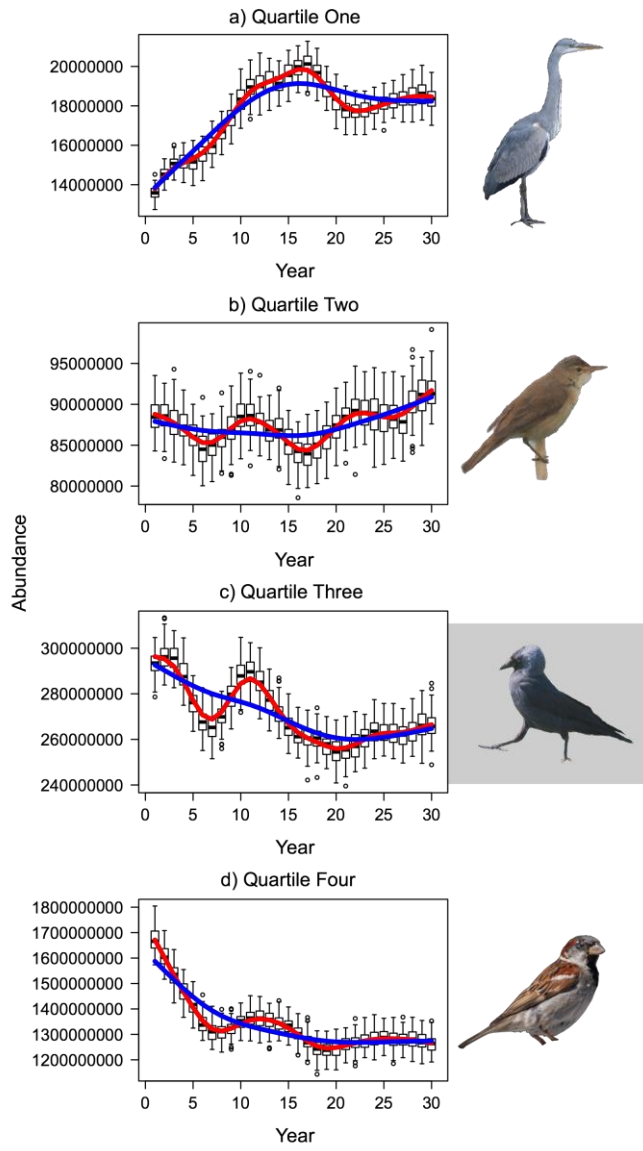 a) Quartile One
20000000
18000000
16000000
14000000
0 5 10 15 20 25 30
Year
b) Quartile Two
95000000
90000000
85000000
80000000
0 5 10 15 20 25 30
Year
Abundance
c) Quartile Three
300000000
280000000
260000000
240000000
0 5 10 15 20 25 30
Year
d) Quartile Four
1800000000
1700000000
1600000000
1500000000
1400000000
1300000000
1200000000
0 5 10 15 20 25 30
Year